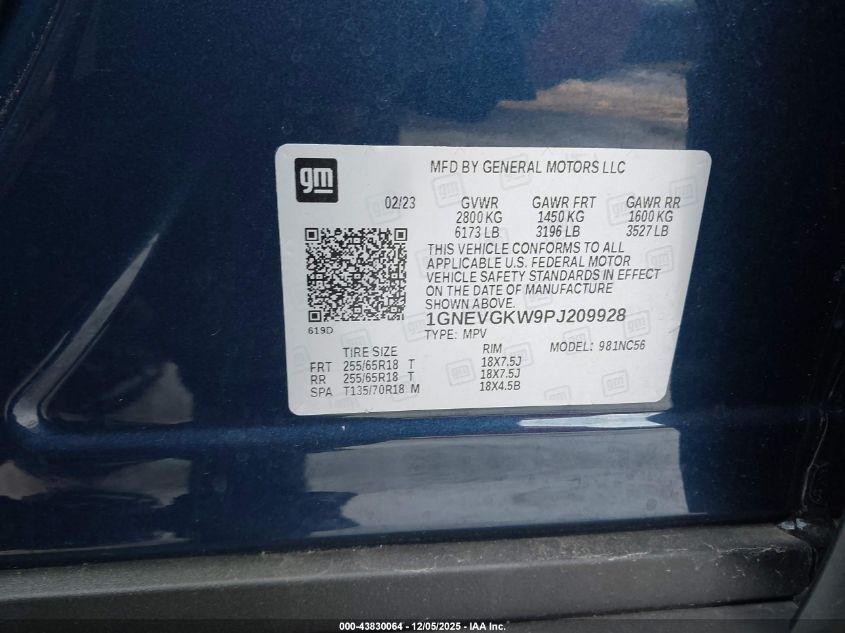 gm
MFD BY GENERAL MOTORS LLC
02/23 GVWR GAWR FRT GAWR RR
2800 KG 1450 KG 1600 KG
6173 LB 3196 LB 3527 LB
THIS VEHICLE CONFORMS TO ALL
APPLICABLE U.S. FEDERAL MOTOR
VEHICLE SAFETY STANDARDS IN EFFECT
ON THE DATE OF MANUFACTURE
SHOWN ABOVE.
619D
1GNEVGKW9PJ209928
TYPE: MPV MODEL: 981NC56
TIRE SIZE RIM
FRT 255/65R18 T 18X7.5J
RR 255/65R18 T 18X7.5J
SPA T135/70R18 M 18X4.5B
000-43830064 - 12/05/2025 - IAA Inc.